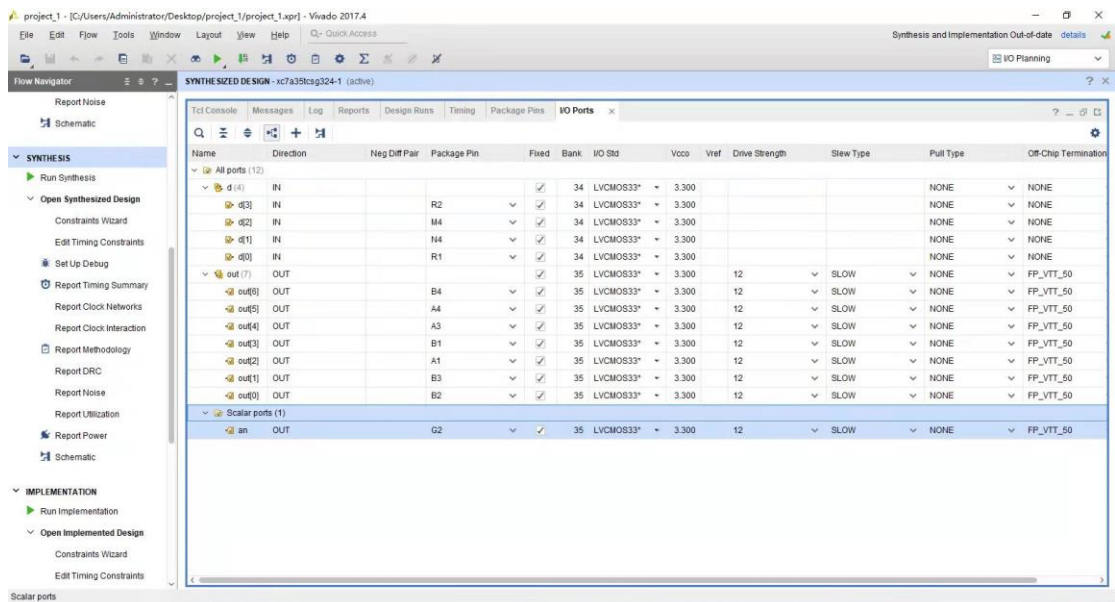 project_1 - [C:/Users/Administrator/Desktop/project_1/project_1.xpr] - Vivado 2017.4
File Edit Flow Tools Window Layout View Help Q- Quick Access
Synthesis and Implementation Out-of-date details
I/O Planning
Flow Navigator
SYNTHESIZED DESIGN - xc7a35tcsg324-1 (active)
Report Noise
Schematic
SYNTHESIS
Run Synthesis
Open Synthesized Design
Constraints Wizard
Edit Timing Constraints
Set Up Debug
Report Timing Summary
Report Clock Networks
Report Clock Interaction
Report Methodology
Report DRC
Report Noise
Report Utilization
Report Power
Schematic
IMPLEMENTATION
Run Implementation
Open Implemented Design
Constraints Wizard
Edit Timing Constraints
Tcl Console Messages Log Reports Design Runs Timing Package Pins I/O Ports
Name Direction Neg Diff Pair Package Pin Fixed Bank I/O Std Vcco Vref Drive Strength Slew Type Pull Type Off-Chip Termination
All ports (12)
d (4) IN 34 LVCMOS33* 3.300 NONE NONE
d[3] IN R2 34 LVCMOS33* 3.300 NONE NONE
d[2] IN M4 34 LVCMOS33* 3.300 NONE NONE
d[1] IN N4 34 LVCMOS33* 3.300 NONE NONE
d[0] IN R1 34 LVCMOS33* 3.300 NONE NONE
out (7) OUT 35 LVCMOS33* 3.300 12 SLOW NONE FP_VTT_50
out[6] OUT B4 35 LVCMOS33* 3.300 12 SLOW NONE FP_VTT_50
out[5] OUT A4 35 LVCMOS33* 3.300 12 SLOW NONE FP_VTT_50
out[4] OUT A3 35 LVCMOS33* 3.300 12 SLOW NONE FP_VTT_50
out[3] OUT B1 35 LVCMOS33* 3.300 12 SLOW NONE FP_VTT_50
out[2] OUT A1 35 LVCMOS33* 3.300 12 SLOW NONE FP_VTT_50
out[1] OUT B3 35 LVCMOS33* 3.300 12 SLOW NONE FP_VTT_50
out[0] OUT B2 35 LVCMOS33* 3.300 12 SLOW NONE FP_VTT_50
Scalar ports (1)
an OUT G2 35 LVCMOS33* 3.300 12 SLOW NONE FP_VTT_50
Scalar ports